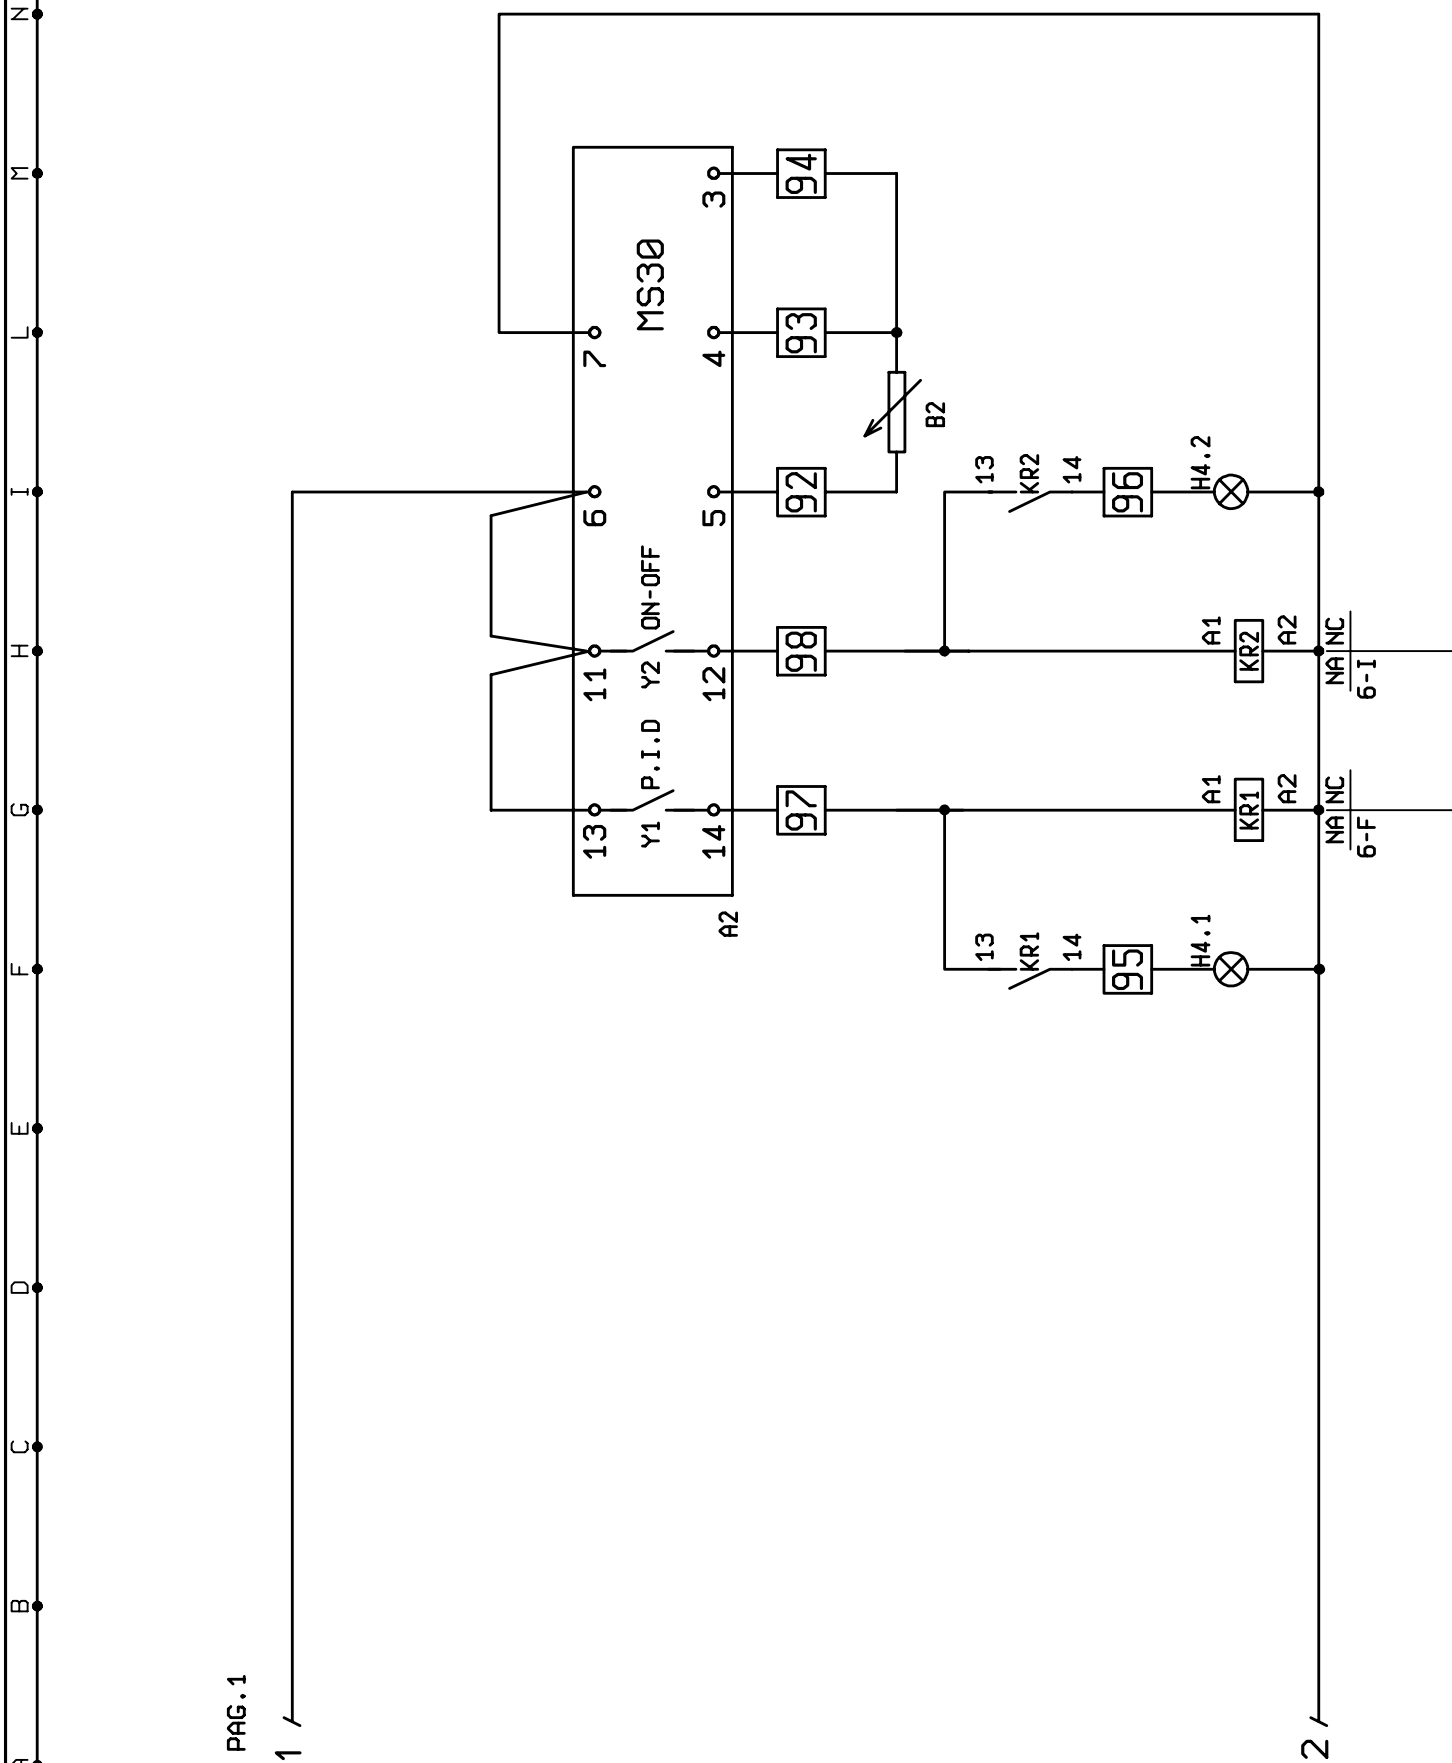 A
B
C
D
E
F
G
H
I
L
M
N
PAG.1
1
7
6
11
13
MS30
Y1 P.I.D
Y2 ON-OFF
3
4
5
12
14
A2
94
93
92
98
97
B2
13
KR1
14
95
H4.1
13
KR2
14
96
H4.2
A1
KR1
A2
A1
KR2
A2
2
NA NC
6-F
NA NC
6-I